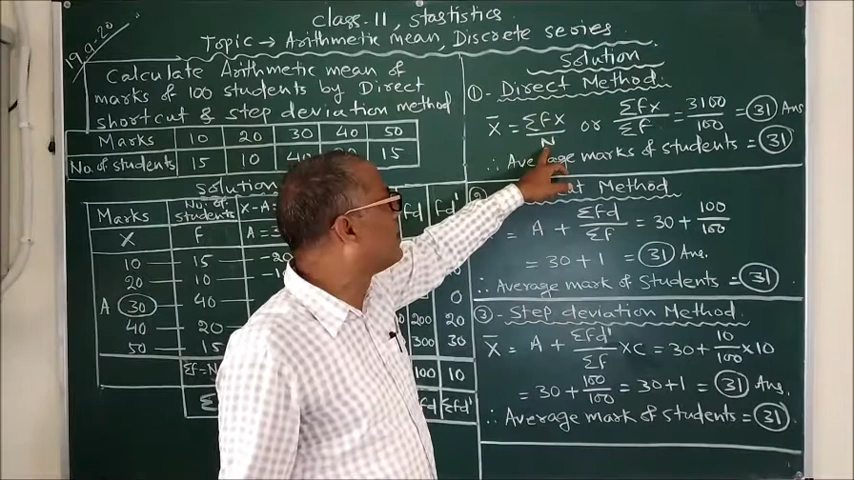 19-9-20
Class-11, Stastistics
Topic → Arithmetic mean, Discrete series
Calculate Arithmetic mean of
marks of 100 students by Direct
shortcut & step deviation method
Marks 10 20 30 40 50
No. of students 15 10 40 15
Solution
Marks No. of students X-A=
X F A=3
10 15 -20
20 10
A 30 40 0
40 20 200 20
50 15 300 30
Σf=N 100 10
Σ Σfd Σfd'
Solution
①- Direct Method
X̄ = Σfx/N or Σfx/Σf = 3100/100 = 31 Ans
∴ Average marks of students = 31
② Method
= A + Σfd/Σf = 30 + 100/100
= 30 + 1 = 31 Ans.
∴ Average mark of Students = 31
③- Step deviation Method
X̄ = A + Σfd'/Σf XC = 30 + 10/100 × 10
= 30 + 100/100 = 30+1 = 31 Ans.
∴ Average mark of students = 31